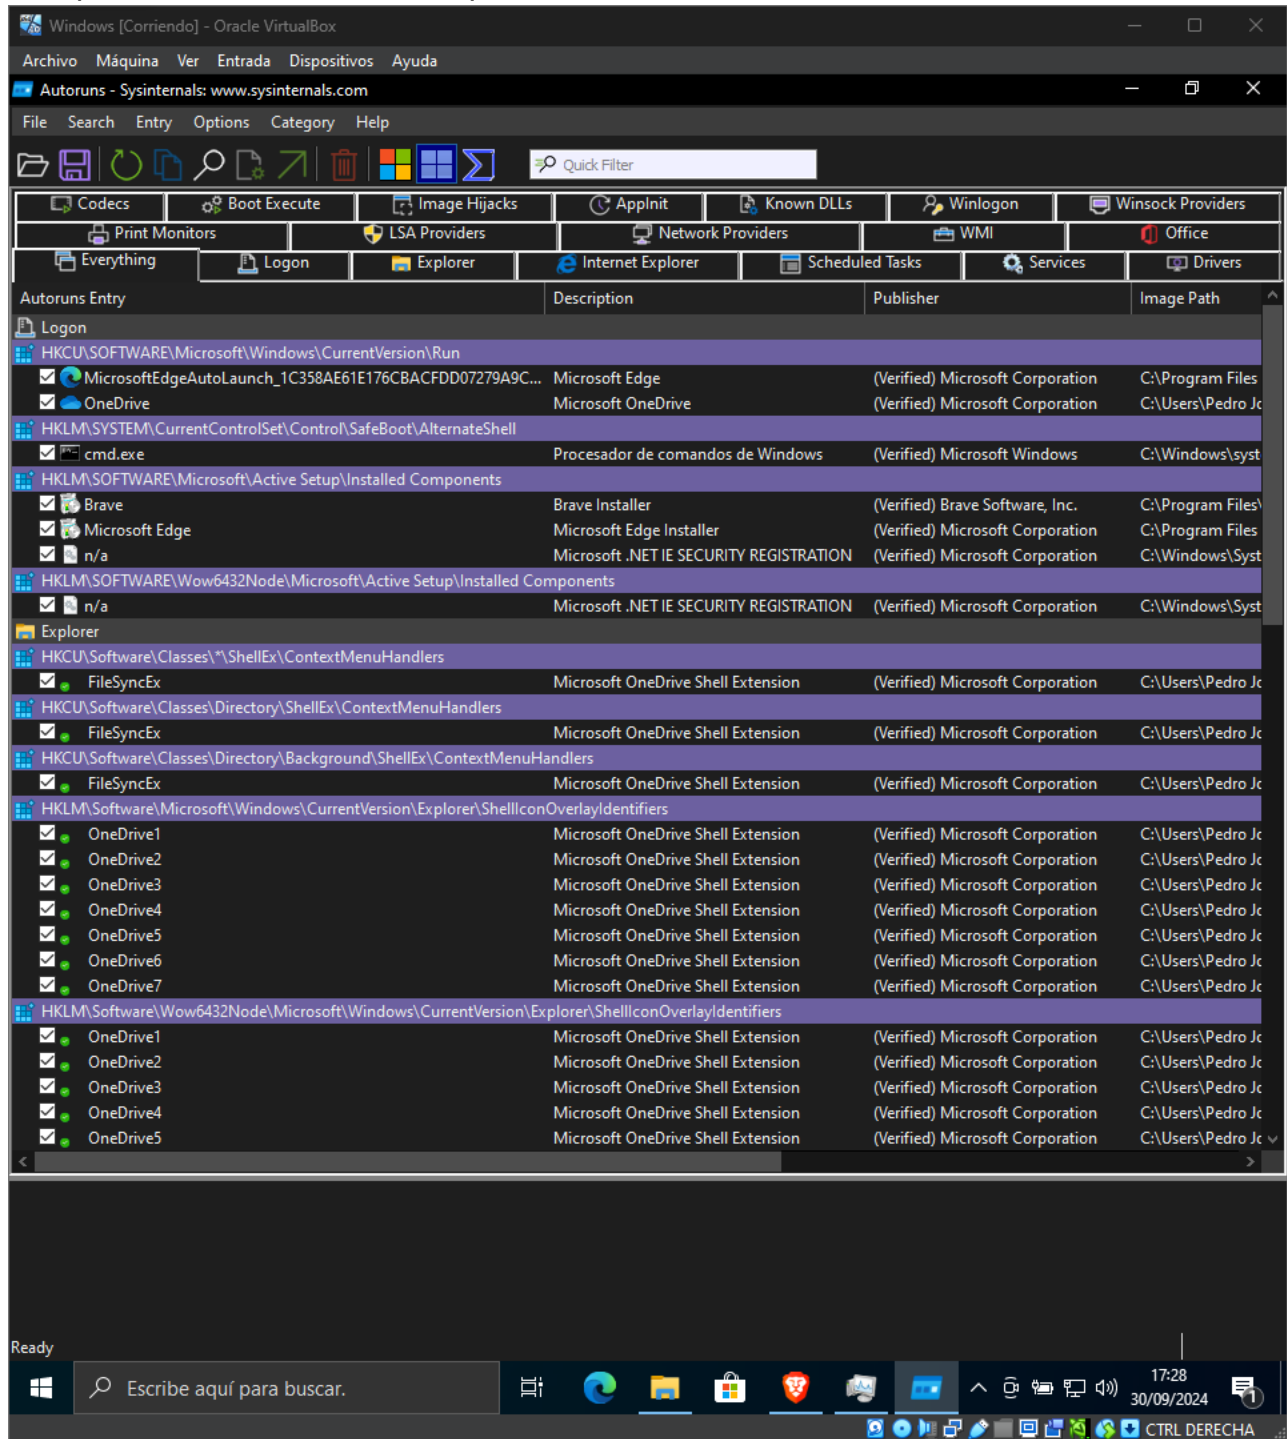 Windows [Corriendo] - Oracle VirtualBox
Archivo Máquina Ver Entrada Dispositivos Ayuda
Autoruns - Sysinternals: www.sysinternals.com
File Search Entry Options Category Help
Quick Filter
Codecs Boot Execute Image Hijacks AppInit Known DLLs Winlogon Winsock Providers
Print Monitors LSA Providers Network Providers WMI Office
Everything Logon Explorer Internet Explorer Scheduled Tasks Services Drivers
Autoruns Entry Description Publisher Image Path
Logon
HKCU\SOFTWARE\Microsoft\Windows\CurrentVersion\Run
MicrosoftEdgeAutoLaunch_1C358AE61E176CBACFDD07279A9C... Microsoft Edge (Verified) Microsoft Corporation C:\Program Files
OneDrive Microsoft OneDrive (Verified) Microsoft Corporation C:\Users\Pedro Jo
HKLM\SYSTEM\CurrentControlSet\Control\SafeBoot\AlternateShell
cmd.exe Procesador de comandos de Windows (Verified) Microsoft Windows C:\Windows\syst
HKLM\SOFTWARE\Microsoft\Active Setup\Installed Components
Brave Brave Installer (Verified) Brave Software, Inc. C:\Program Files\
Microsoft Edge Microsoft Edge Installer (Verified) Microsoft Corporation C:\Program Files
n/a Microsoft .NET IE SECURITY REGISTRATION (Verified) Microsoft Corporation C:\Windows\Syst
HKLM\SOFTWARE\Wow6432Node\Microsoft\Active Setup\Installed Components
n/a Microsoft .NET IE SECURITY REGISTRATION (Verified) Microsoft Corporation C:\Windows\Syst
Explorer
HKCU\Software\Classes\*\ShellEx\ContextMenuHandlers
FileSyncEx Microsoft OneDrive Shell Extension (Verified) Microsoft Corporation C:\Users\Pedro Jo
HKCU\Software\Classes\Directory\ShellEx\ContextMenuHandlers
FileSyncEx Microsoft OneDrive Shell Extension (Verified) Microsoft Corporation C:\Users\Pedro Jo
HKCU\Software\Classes\Directory\Background\ShellEx\ContextMenuHandlers
FileSyncEx Microsoft OneDrive Shell Extension (Verified) Microsoft Corporation C:\Users\Pedro Jo
HKLM\Software\Microsoft\Windows\CurrentVersion\Explorer\ShellIconOverlayIdentifiers
OneDrive1 Microsoft OneDrive Shell Extension (Verified) Microsoft Corporation C:\Users\Pedro Jo
OneDrive2 Microsoft OneDrive Shell Extension (Verified) Microsoft Corporation C:\Users\Pedro Jo
OneDrive3 Microsoft OneDrive Shell Extension (Verified) Microsoft Corporation C:\Users\Pedro Jo
OneDrive4 Microsoft OneDrive Shell Extension (Verified) Microsoft Corporation C:\Users\Pedro Jo
OneDrive5 Microsoft OneDrive Shell Extension (Verified) Microsoft Corporation C:\Users\Pedro Jo
OneDrive6 Microsoft OneDrive Shell Extension (Verified) Microsoft Corporation C:\Users\Pedro Jo
OneDrive7 Microsoft OneDrive Shell Extension (Verified) Microsoft Corporation C:\Users\Pedro Jo
HKLM\Software\Wow6432Node\Microsoft\Windows\CurrentVersion\Explorer\ShellIconOverlayIdentifiers
OneDrive1 Microsoft OneDrive Shell Extension (Verified) Microsoft Corporation C:\Users\Pedro Jo
OneDrive2 Microsoft OneDrive Shell Extension (Verified) Microsoft Corporation C:\Users\Pedro Jo
OneDrive3 Microsoft OneDrive Shell Extension (Verified) Microsoft Corporation C:\Users\Pedro Jo
OneDrive4 Microsoft OneDrive Shell Extension (Verified) Microsoft Corporation C:\Users\Pedro Jo
OneDrive5 Microsoft OneDrive Shell Extension (Verified) Microsoft Corporation C:\Users\Pedro Jo
Ready
Escribe aquí para buscar.
17:28
30/09/2024
1
CTRL DERECHA